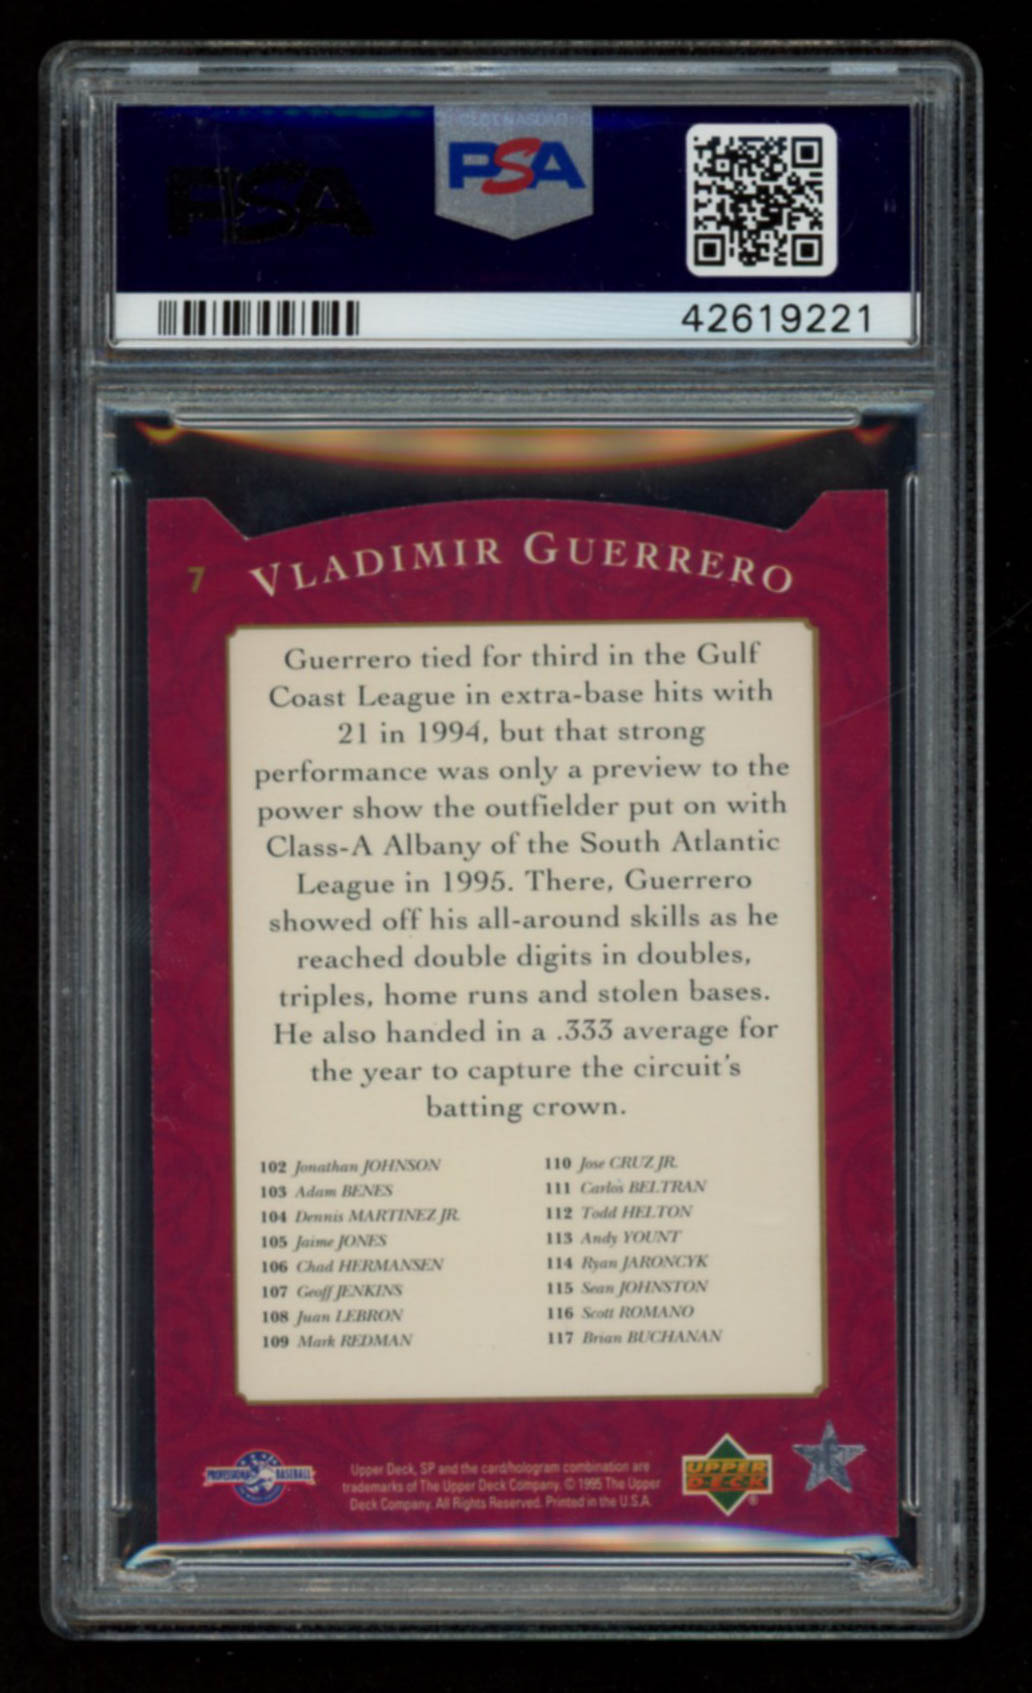 PSA
PSA
42619221
7
VLADIMIR GUERRERO
Guerrero tied for third in the Gulf
Coast League in extra-base hits with
21 in 1994, but that strong
performance was only a preview to the
power show the outfielder put on with
Class-A Albany of the South Atlantic
League in 1995. There, Guerrero
showed off his all-around skills as he
reached double digits in doubles,
triples, home runs and stolen bases.
He also handed in a .333 average for
the year to capture the circuit's
batting crown.
102 Jonathan JOHNSON
103 Adam BENES
104 Dennis MARTINEZ JR.
105 Jaime JONES
106 Chad HERMANSEN
107 Geoff JENKINS
108 Juan LEBRON
109 Mark REDMAN
110 Jose CRUZ JR.
111 Carlos BELTRAN
112 Todd HELTON
113 Andy YOUNT
114 Ryan JARONCYK
115 Sean JOHNSTON
116 Scott ROMANO
117 Brian BUCHANAN
PROFESSIONAL BASEBALL
Upper Deck, SP and the card/hologram combination are
trademarks of The Upper Deck Company. © 1995 The Upper
Deck Company. All Rights Reserved. Printed in the U.S.A.
UPPER
DECK
®